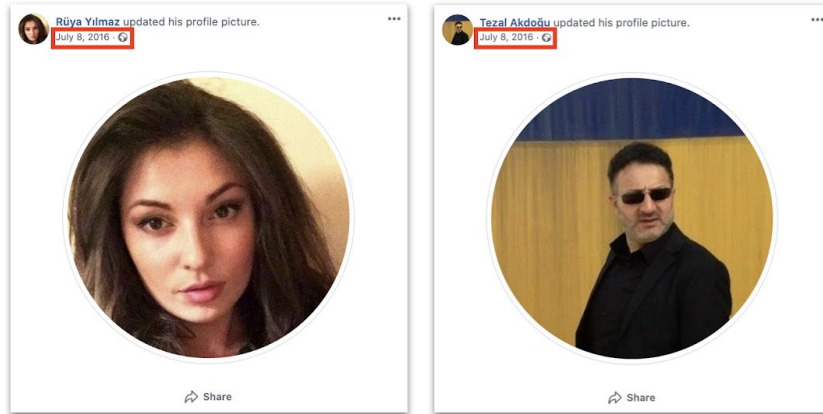 Rüya Yılmaz updated his profile picture.
July 8, 2016 ·
Share
Tezal Akdoğu updated his profile picture.
July 8, 2016 ·
Share